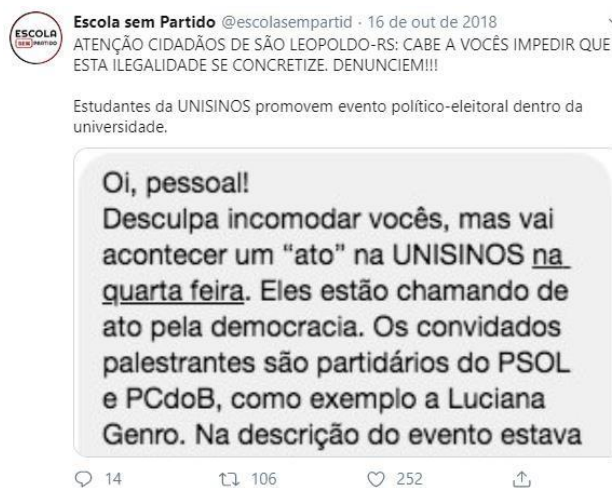 ESCOLA
SEM PARTIDO
Escola sem Partido @escolasempartid · 16 de out de 2018
ATENÇÃO CIDADÃOS DE SÃO LEOPOLDO-RS: CABE A VOCÊS IMPEDIR QUE
ESTA ILEGALIDADE SE CONCRETIZE. DENUNCIEM!!!
Estudantes da UNISINOS promovem evento político-eleitoral dentro da
universidade.
Oi, pessoal!
Desculpa incomodar vocês, mas vai
acontecer um “ato” na UNISINOS na
quarta feira. Eles estão chamando de
ato pela democracia. Os convidados
palestrantes são partidários do PSOL
e PCdoB, como exemplo a Luciana
Genro. Na descrição do evento estava
14 106 252